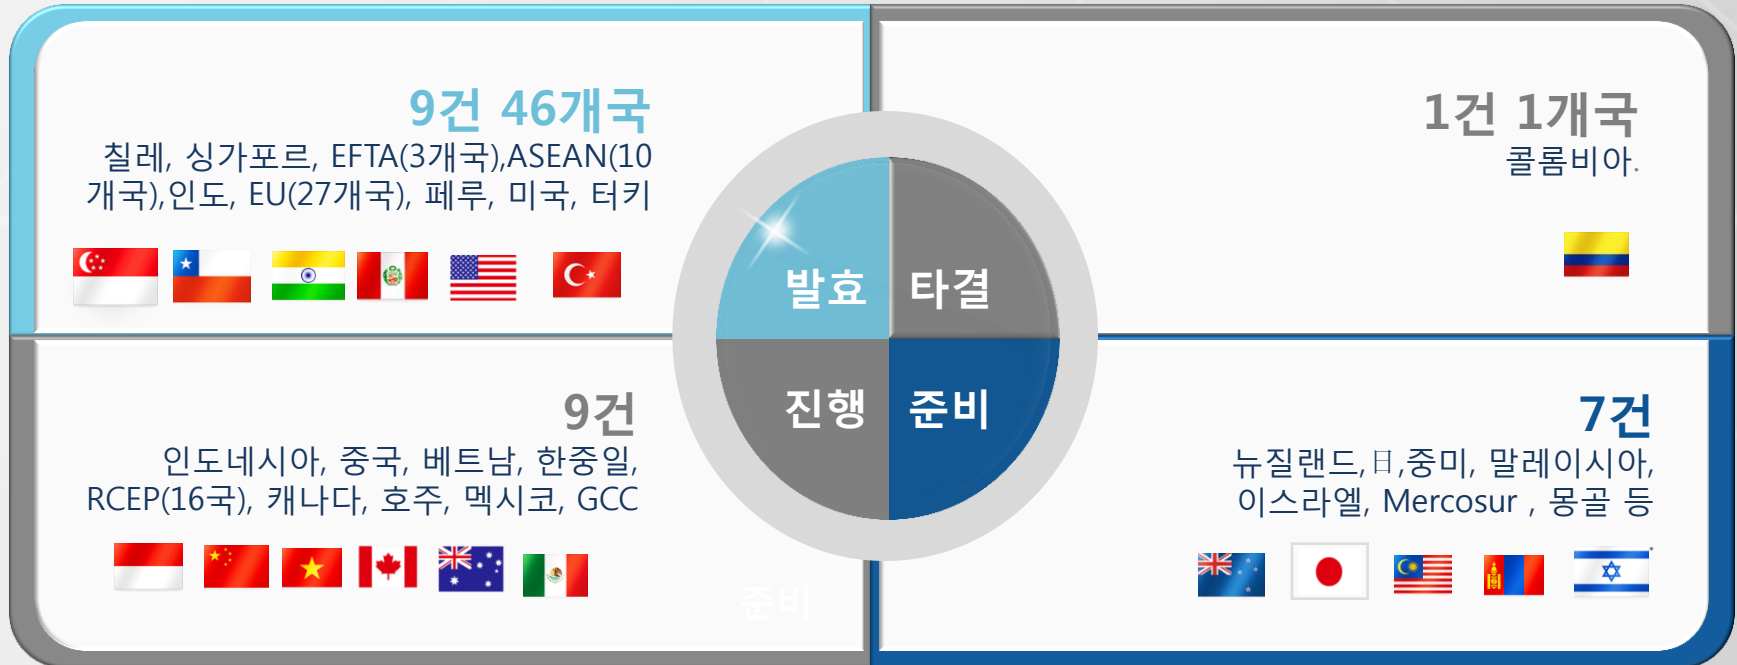 9건 46개국
칠레, 싱가포르, EFTA(3개국),ASEAN(10
개국),인도, EU(27개국), 페루, 미국, 터키
1건 1개국
콜롬비아.
발효
타결
진행
준비
9건
인도네시아, 중국, 베트남, 한중일,
RCEP(16국), 캐나다, 호주, 멕시코, GCC
7건
뉴질랜드,日,중미, 말레이시아,
이스라엘, Mercosur , 몽골 등
준비